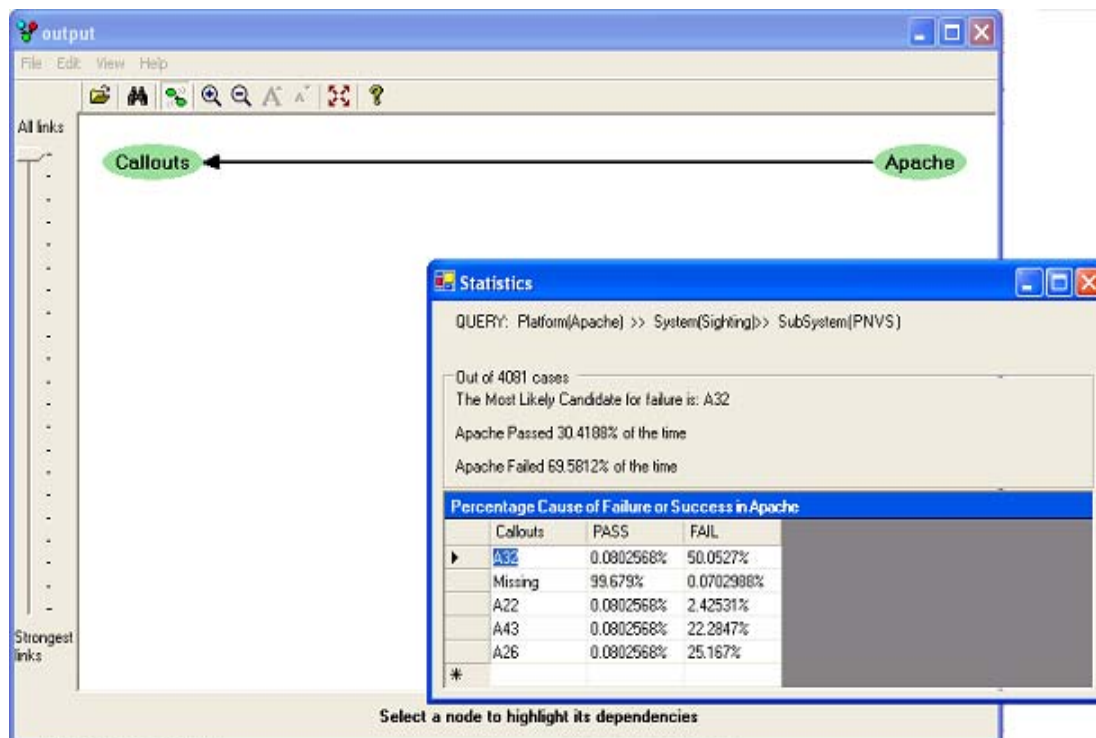 output
File Edit View Help
All links
Callouts
Apache
Statistics
QUERY: Platform(Apache) >> System(Sighting)>> SubSystem(PNVS)
Out of 4081 cases
The Most Likely Candidate for failure is: A32
Apache Passed 30.4188% of the time
Apache Failed 69.5812% of the time
Percentage Cause of Failure or Success in Apache
Callouts PASS FAIL
A32 0.0802568% 50.0527%
Missing 99.679% 0.0702988%
A22 0.0802568% 2.42531%
A43 0.0802568% 22.2847%
A26 0.0802568% 25.167%
Strongest
links
Select a node to highlight its dependencies